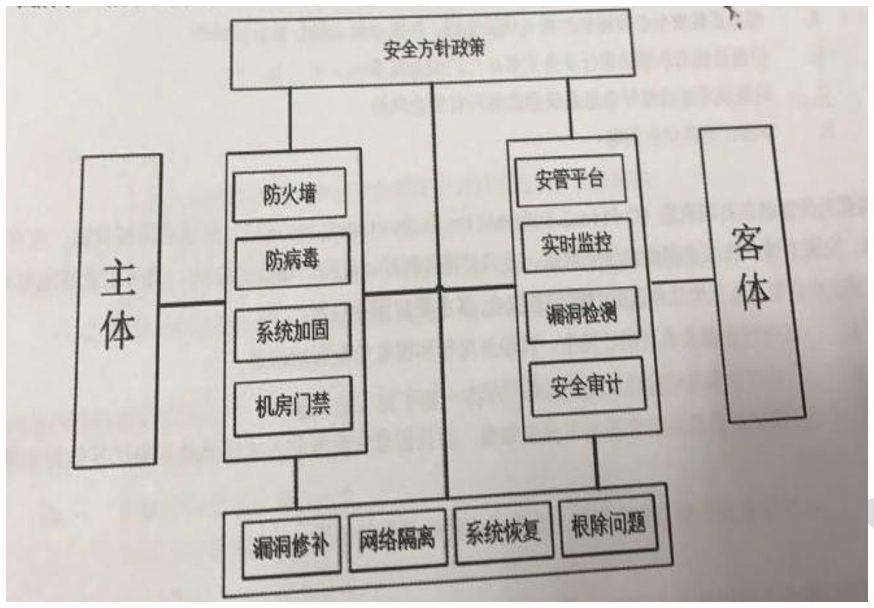 安全方针政策
主体
防火墙
防病毒
系统加固
机房门禁
安管平台
实时监控
漏洞检测
安全审计
客体
漏洞修补
网络隔离
系统恢复
根除问题